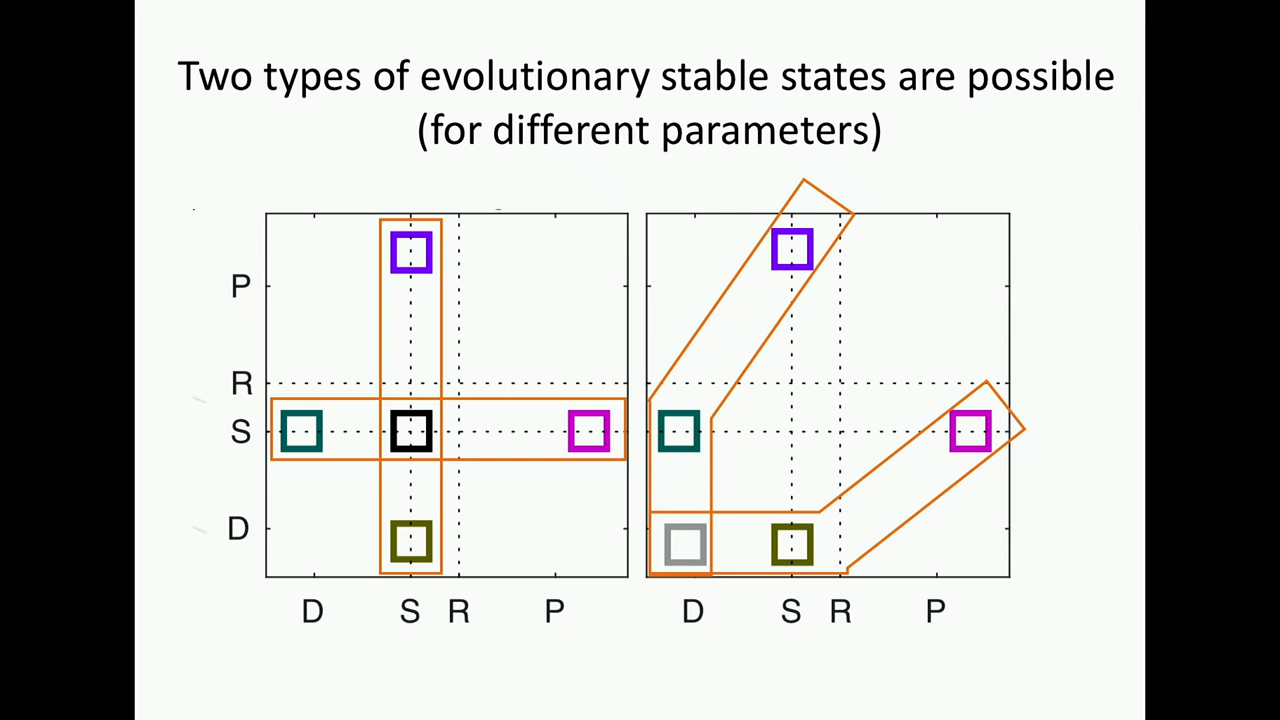 Two types of evolutionary stable states are possible
(for different parameters)
P
R
S
D
D S R P D S R P